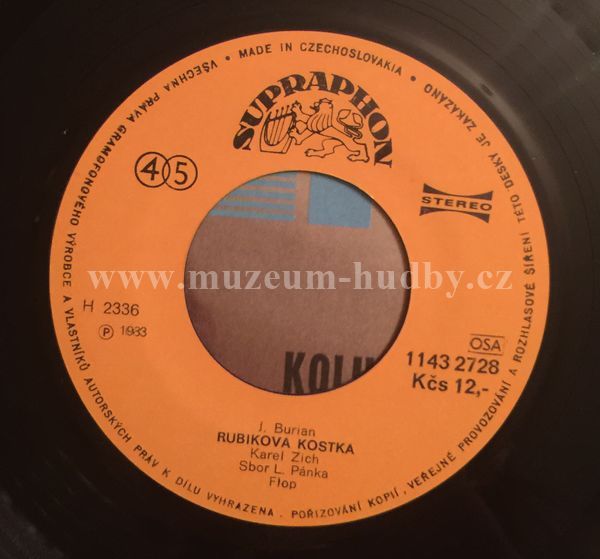 VŠECHNA PRÁVA GRAMOFONOVÉHO VÝROBCE A VLASTNÍKŮ AUTORSKÝCH PRÁV K DÍLU VYHRAZENA. POŘIZOVÁNÍ KOPIÍ, VEŘEJNÉ PROVOZOVÁNÍ A ROZHLASOVÉ ŠÍŘENÍ TÉTO DESKY JE ZAKÁZÁNO • MADE IN CZECHOSLOVAKIA •
SUPRAPHON
45
STEREO
www.muzeum-hudby.cz
H 2336
Ⓟ 1983
OSA
1143 2728
Kčs 12,-
J. Burian
RUBIKOVA KOSTKA
Karel Zich
Sbor L. Pánka
Flop